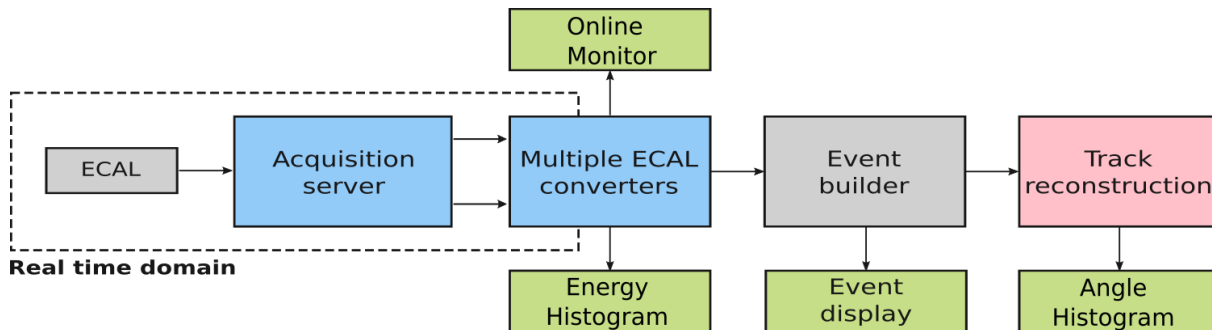 Online
Monitor
ECAL
Acquisition
server
Multiple ECAL
converters
Event
builder
Track
reconstruction
Real time domain
Energy
Histogram
Event
display
Angle
Histogram